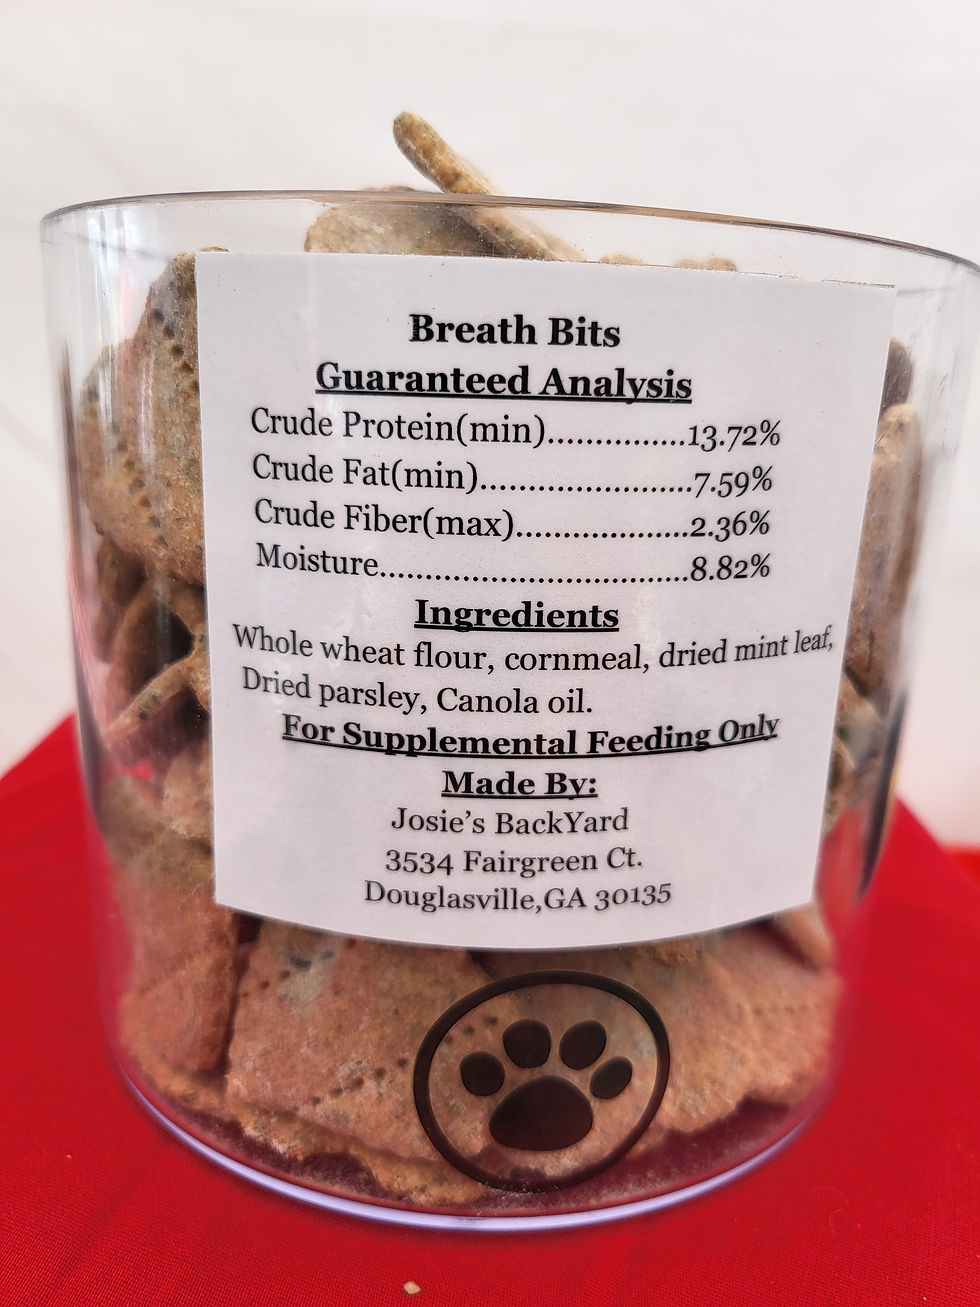 Breath Bits
Guaranteed Analysis
Crude Protein(min)...............13.72%
Crude Fat(min).......................7.59%
Crude Fiber(max)...................2.36%
Moisture..................................8.82%
Ingredients
Whole wheat flour, cornmeal, dried mint leaf,
Dried parsley, Canola oil.
For Supplemental Feeding Only
Made By:
Josie's BackYard
3534 Fairgreen Ct.
Douglasville,GA 30135